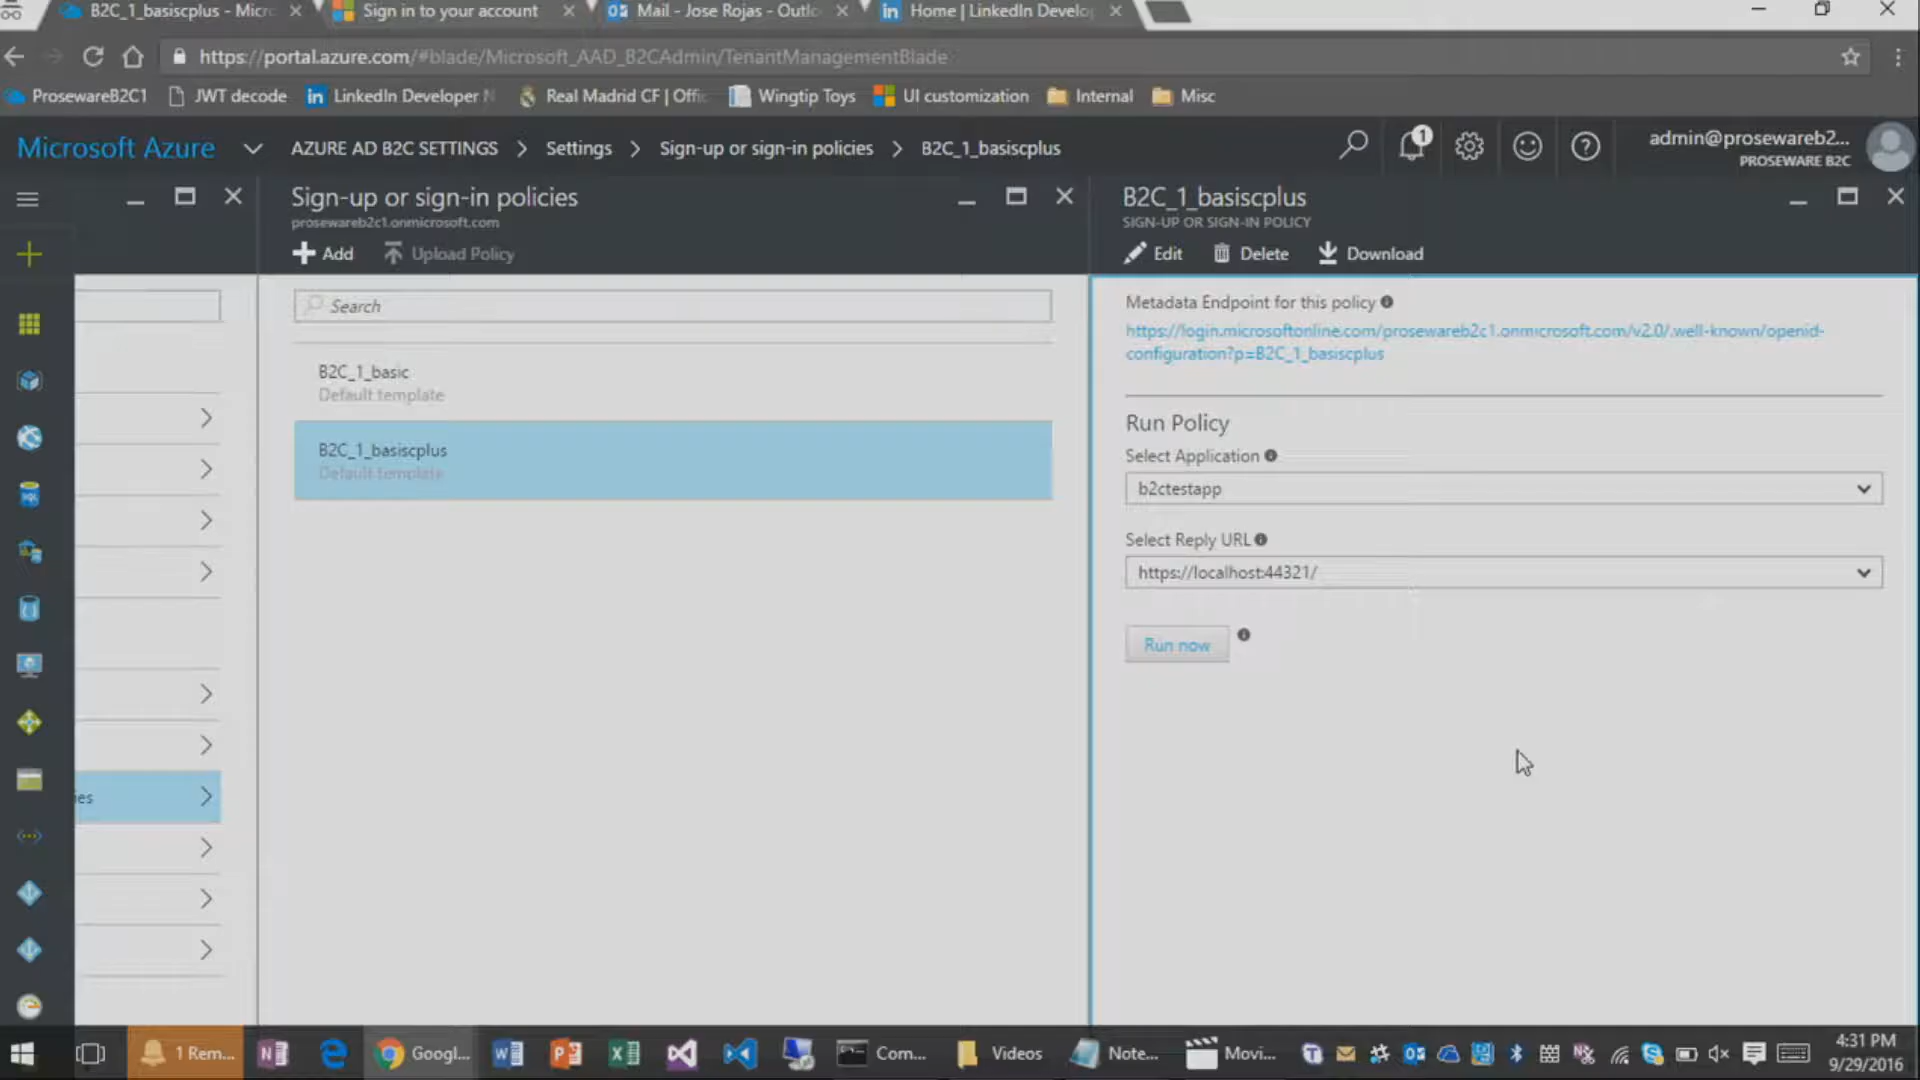 B2C_1_basiscplus - Micr
Sign in to your account
Mail - Jose Rojas - Outlo
Home | LinkedIn Develo
https://portal.azure.com/#blade/Microsoft_AAD_B2CAdmin/TenantManagementBlade
ProsewareB2C1
JWT decode
LinkedIn Developer N
Real Madrid CF | Offic
Wingtip Toys
UI customization
Internal
Misc
Microsoft Azure
AZURE AD B2C SETTINGS > Settings > Sign-up or sign-in policies > B2C_1_basiscplus
1
admin@prosewareb2...
PROSEWARE B2C
Sign-up or sign-in policies
prosewareb2c1.onmicrosoft.com
Add
Upload Policy
B2C_1_basiscplus
SIGN-UP OR SIGN-IN POLICY
Edit
Delete
Download
Search
B2C_1_basic
Default template
B2C_1_basiscplus
Default template
ies
Metadata Endpoint for this policy
https://login.microsoftonline.com/prosewareb2c1.onmicrosoft.com/v2.0/.well-known/openid-
configuration?p=B2C_1_basiscplus
Run Policy
Select Application
b2ctestapp
Select Reply URL
https://localhost:44321/
Run now
1 Rem...
Googl...
Com...
Videos
Note...
Movi...
4:31 PM
9/29/2016